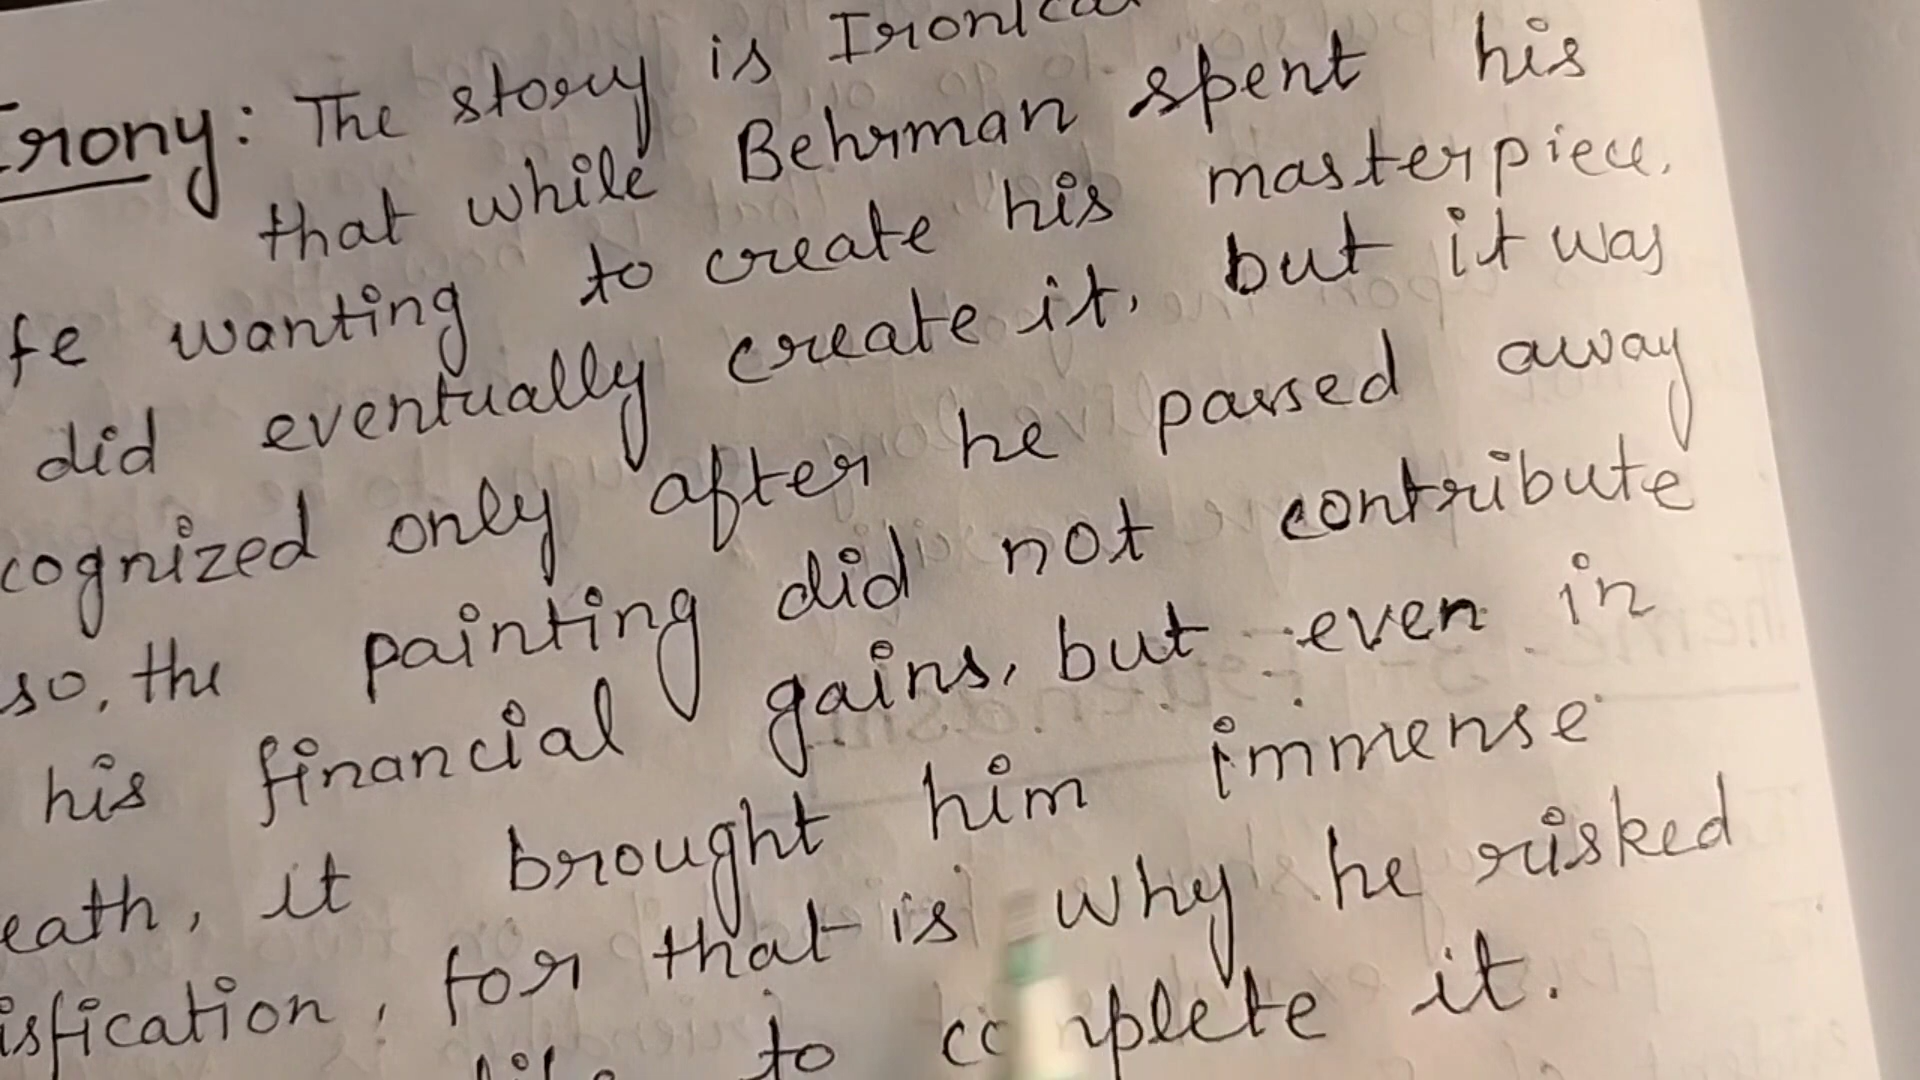 Irony: The story is Ironical
that while Behrman spent his
fe wanting to create his masterpiece,
did eventually create it, but it was
cognized only after he passed away
so, the painting did not contribute
his financial gains, but even in
eath, it brought him immense
isfication, for that is why he risked
to complete it.